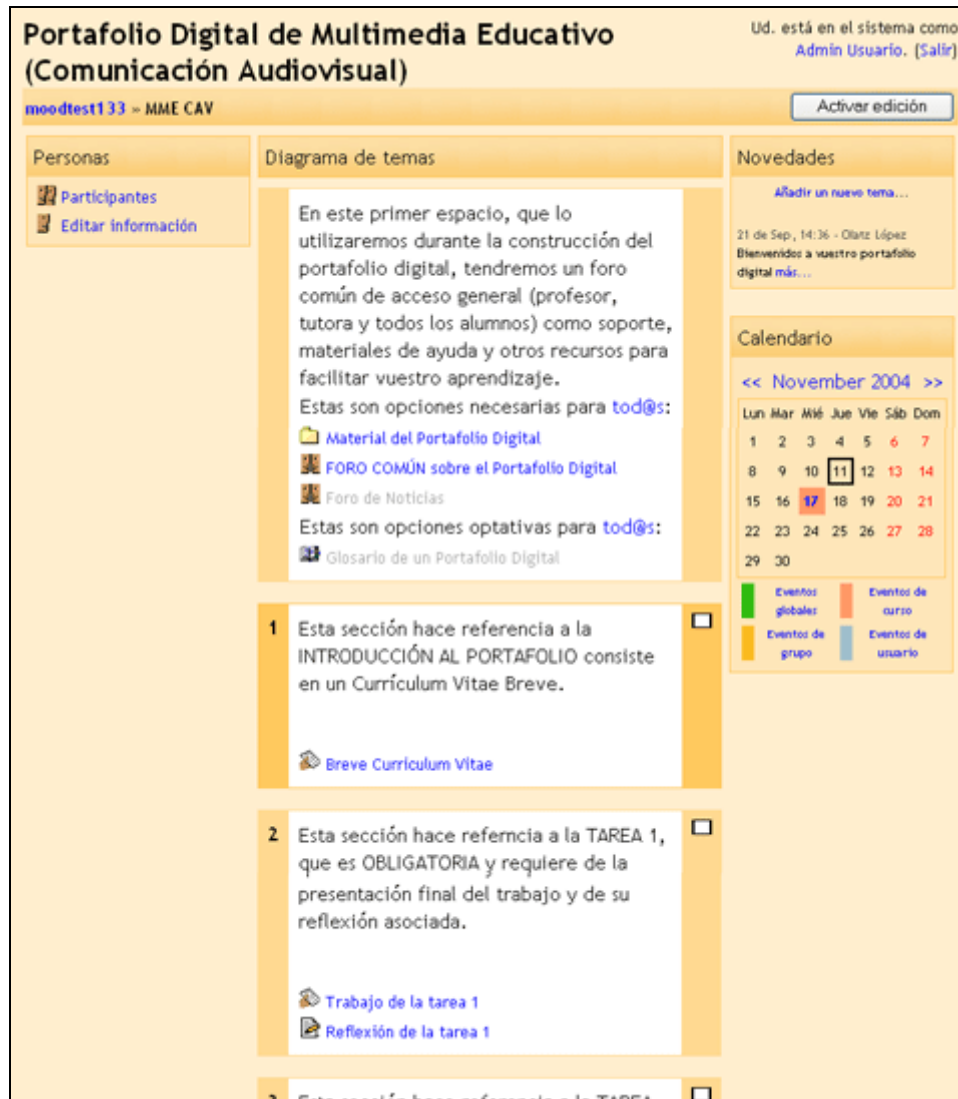 Portafolio Digital de Multimedia Educativo
(Comunicación Audiovisual)
Ud. está en el sistema como
Admin Usuario. (Salir)
moodtest133 » MME CAV
Activar edición
Personas
Participantes
Editar información
Diagrama de temas
En este primer espacio, que lo
utilizaremos durante la construcción del
portafolio digital, tendremos un foro
común de acceso general (profesor,
tutora y todos los alumnos) como soporte,
materiales de ayuda y otros recursos para
facilitar vuestro aprendizaje.
Estas son opciones necesarias para tod@s:
Material del Portafolio Digital
FORO COMÚN sobre el Portafolio Digital
Foro de Noticias
Estas son opciones optativas para tod@s:
Glosario de un Portafolio Digital
1 Esta sección hace referencia a la
INTRODUCCIÓN AL PORTAFOLIO consiste
en un Currículum Vitae Breve.
Breve Currículum Vitae
2 Esta sección hace refemcia a la TAREA 1,
que es OBLIGATORIA y requiere de la
presentación final del trabajo y de su
reflexión asociada.
Trabajo de la tarea 1
Reflexión de la tarea 1
3 Esta sección hace referencia a la TAREA
Novedades
Añadir un nuevo tema...
21 de Sep, 14:36 - Olatz López
Bienvenidos a vuestro portafolio
digital más...
Calendario
<< November 2004 >>
Lun Mar Mié Jue Vie Sáb Dom
1 2 3 4 5 6 7
8 9 10 11 12 13 14
15 16 17 18 19 20 21
22 23 24 25 26 27 28
29 30
Eventos globales
Eventos de curso
Eventos de grupo
Eventos de usuario